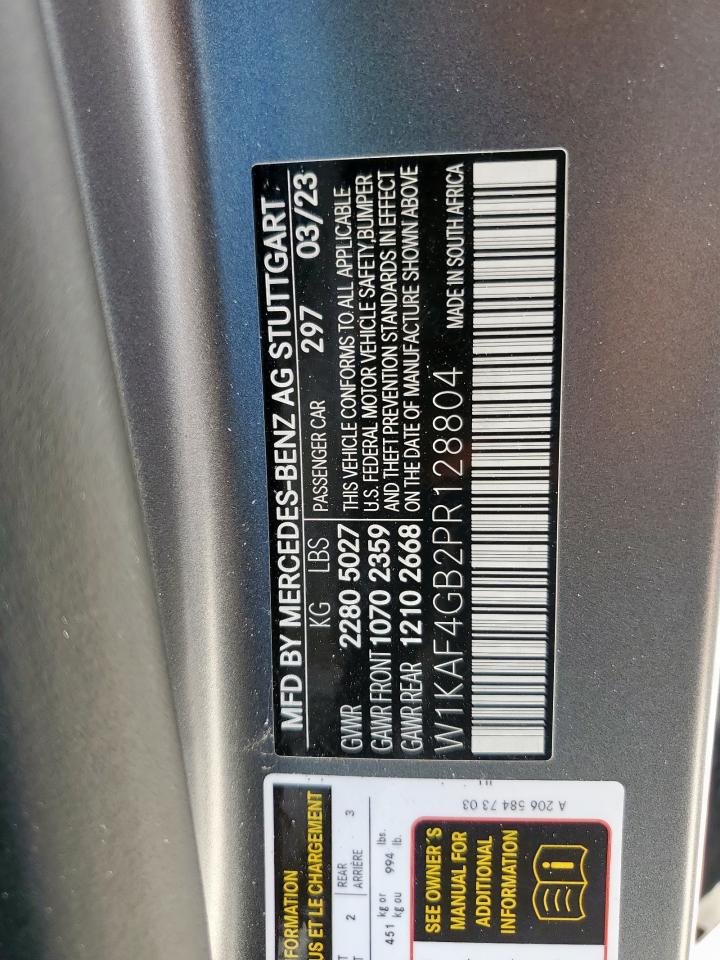 MFD BY MERCEDES-BENZ AG STUTTGART
KG LBS PASSENGER CAR 297 03/23
GVWR 2280 5027
GAWR FRONT 1070 2359
GAWR REAR 1210 2668
THIS VEHICLE CONFORMS TO ALL APPLICABLE
U.S. FEDERAL MOTOR VEHICLE SAFETY, BUMPER
AND THEFT PREVENTION STANDARDS IN EFFECT
ON THE DATE OF MANUFACTURE SHOWN ABOVE
W1KAF4GB2PR128804 MADE IN SOUTH AFRICA
FORMATION
US ET LE CHARGEMENT
2 REAR 3
ARRIÈRE
451 kg or 994 lbs.
kg ou lb.
SEE OWNER'S
MANUAL FOR
ADDITIONAL
INFORMATION
A 206 584 73 03